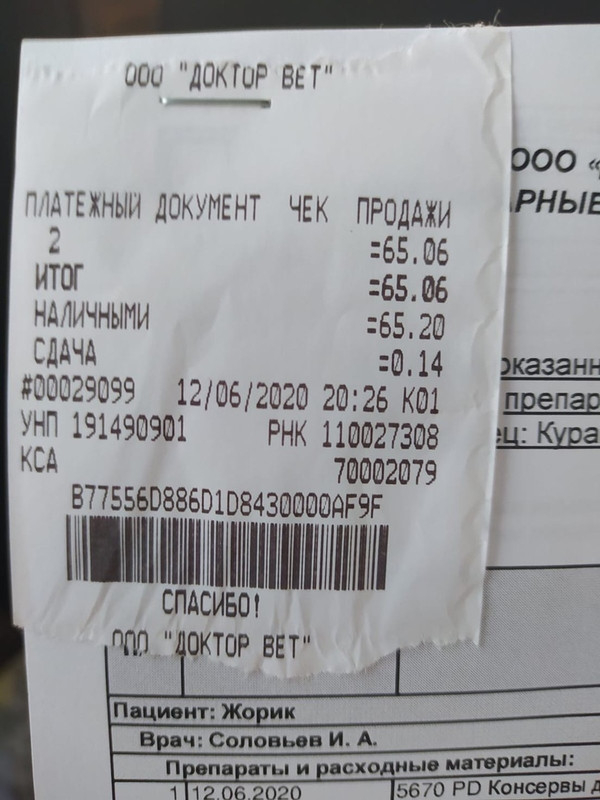 ООО "ДОКТОР ВЕТ"
ПЛАТЕЖНЫЙ ДОКУМЕНТ ЧЕК ПРОДАЖИ
2 =65.06
ИТОГ =65.06
НАЛИЧНЫМИ =65.20
СДАЧА =0.14
#00029099 12/06/2020 20:26 К01
УНП 191490901 РНК 110027308
КСА 70002079
B77556D886D1D8430000AF9F
СПАСИБО!
ООО "ДОКТОР ВЕТ"
ООО «
РНЫЕ
оказанн
препар
ец: Кура
Пациент: Жорик
Врач: Соловьев И. А.
Препараты и расходные материалы:
1 12.06.2020 5670 PD Консервы д